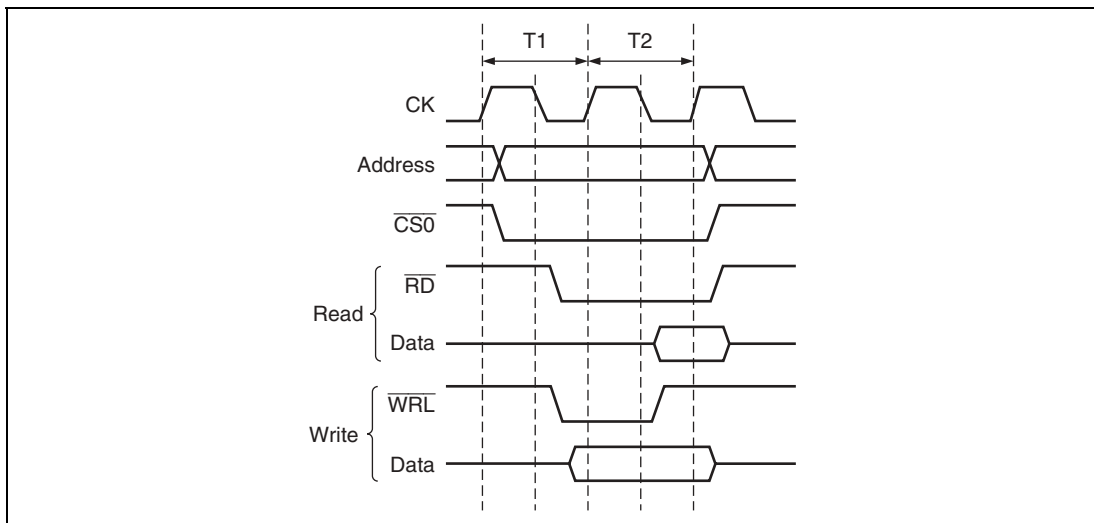 T1 T2
CK
Address
CS0
RD
Read
Data
WRL
Write
Data